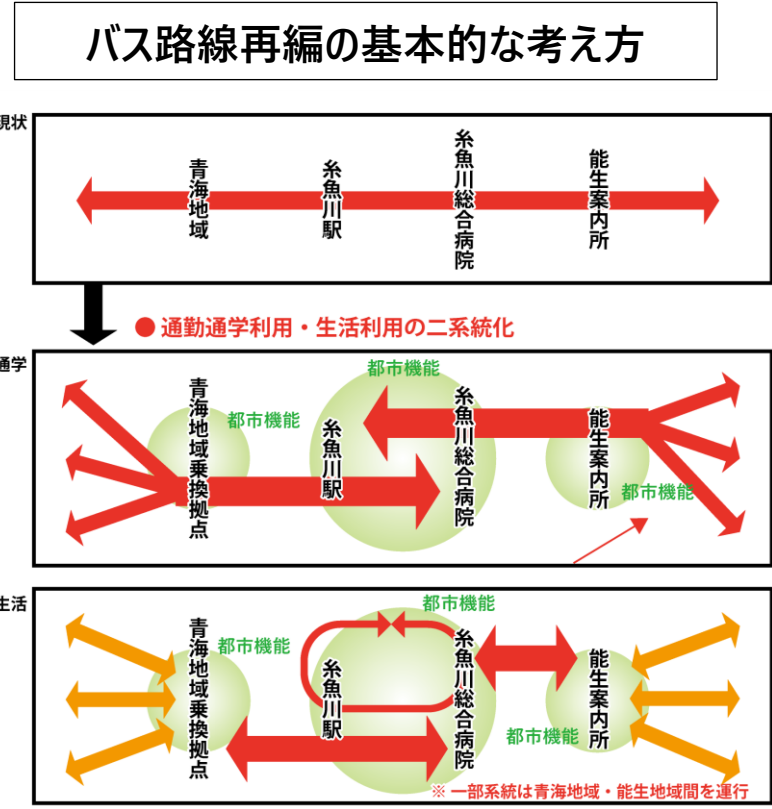 バス路線再編の基本的な考え方
現状
青海地域
糸魚川駅
糸魚川総合病院
能生案内所
● 通勤通学利用・生活利用の二系統化
通学
都市機能
青海地域乗換拠点
都市機能
糸魚川駅
糸魚川総合病院
能生案内所
都市機能
生活
都市機能
青海地域乗換拠点
都市機能
糸魚川駅
糸魚川総合病院
能生案内所
都市機能
※ 一部系統は青海地域・能生地域間を運行